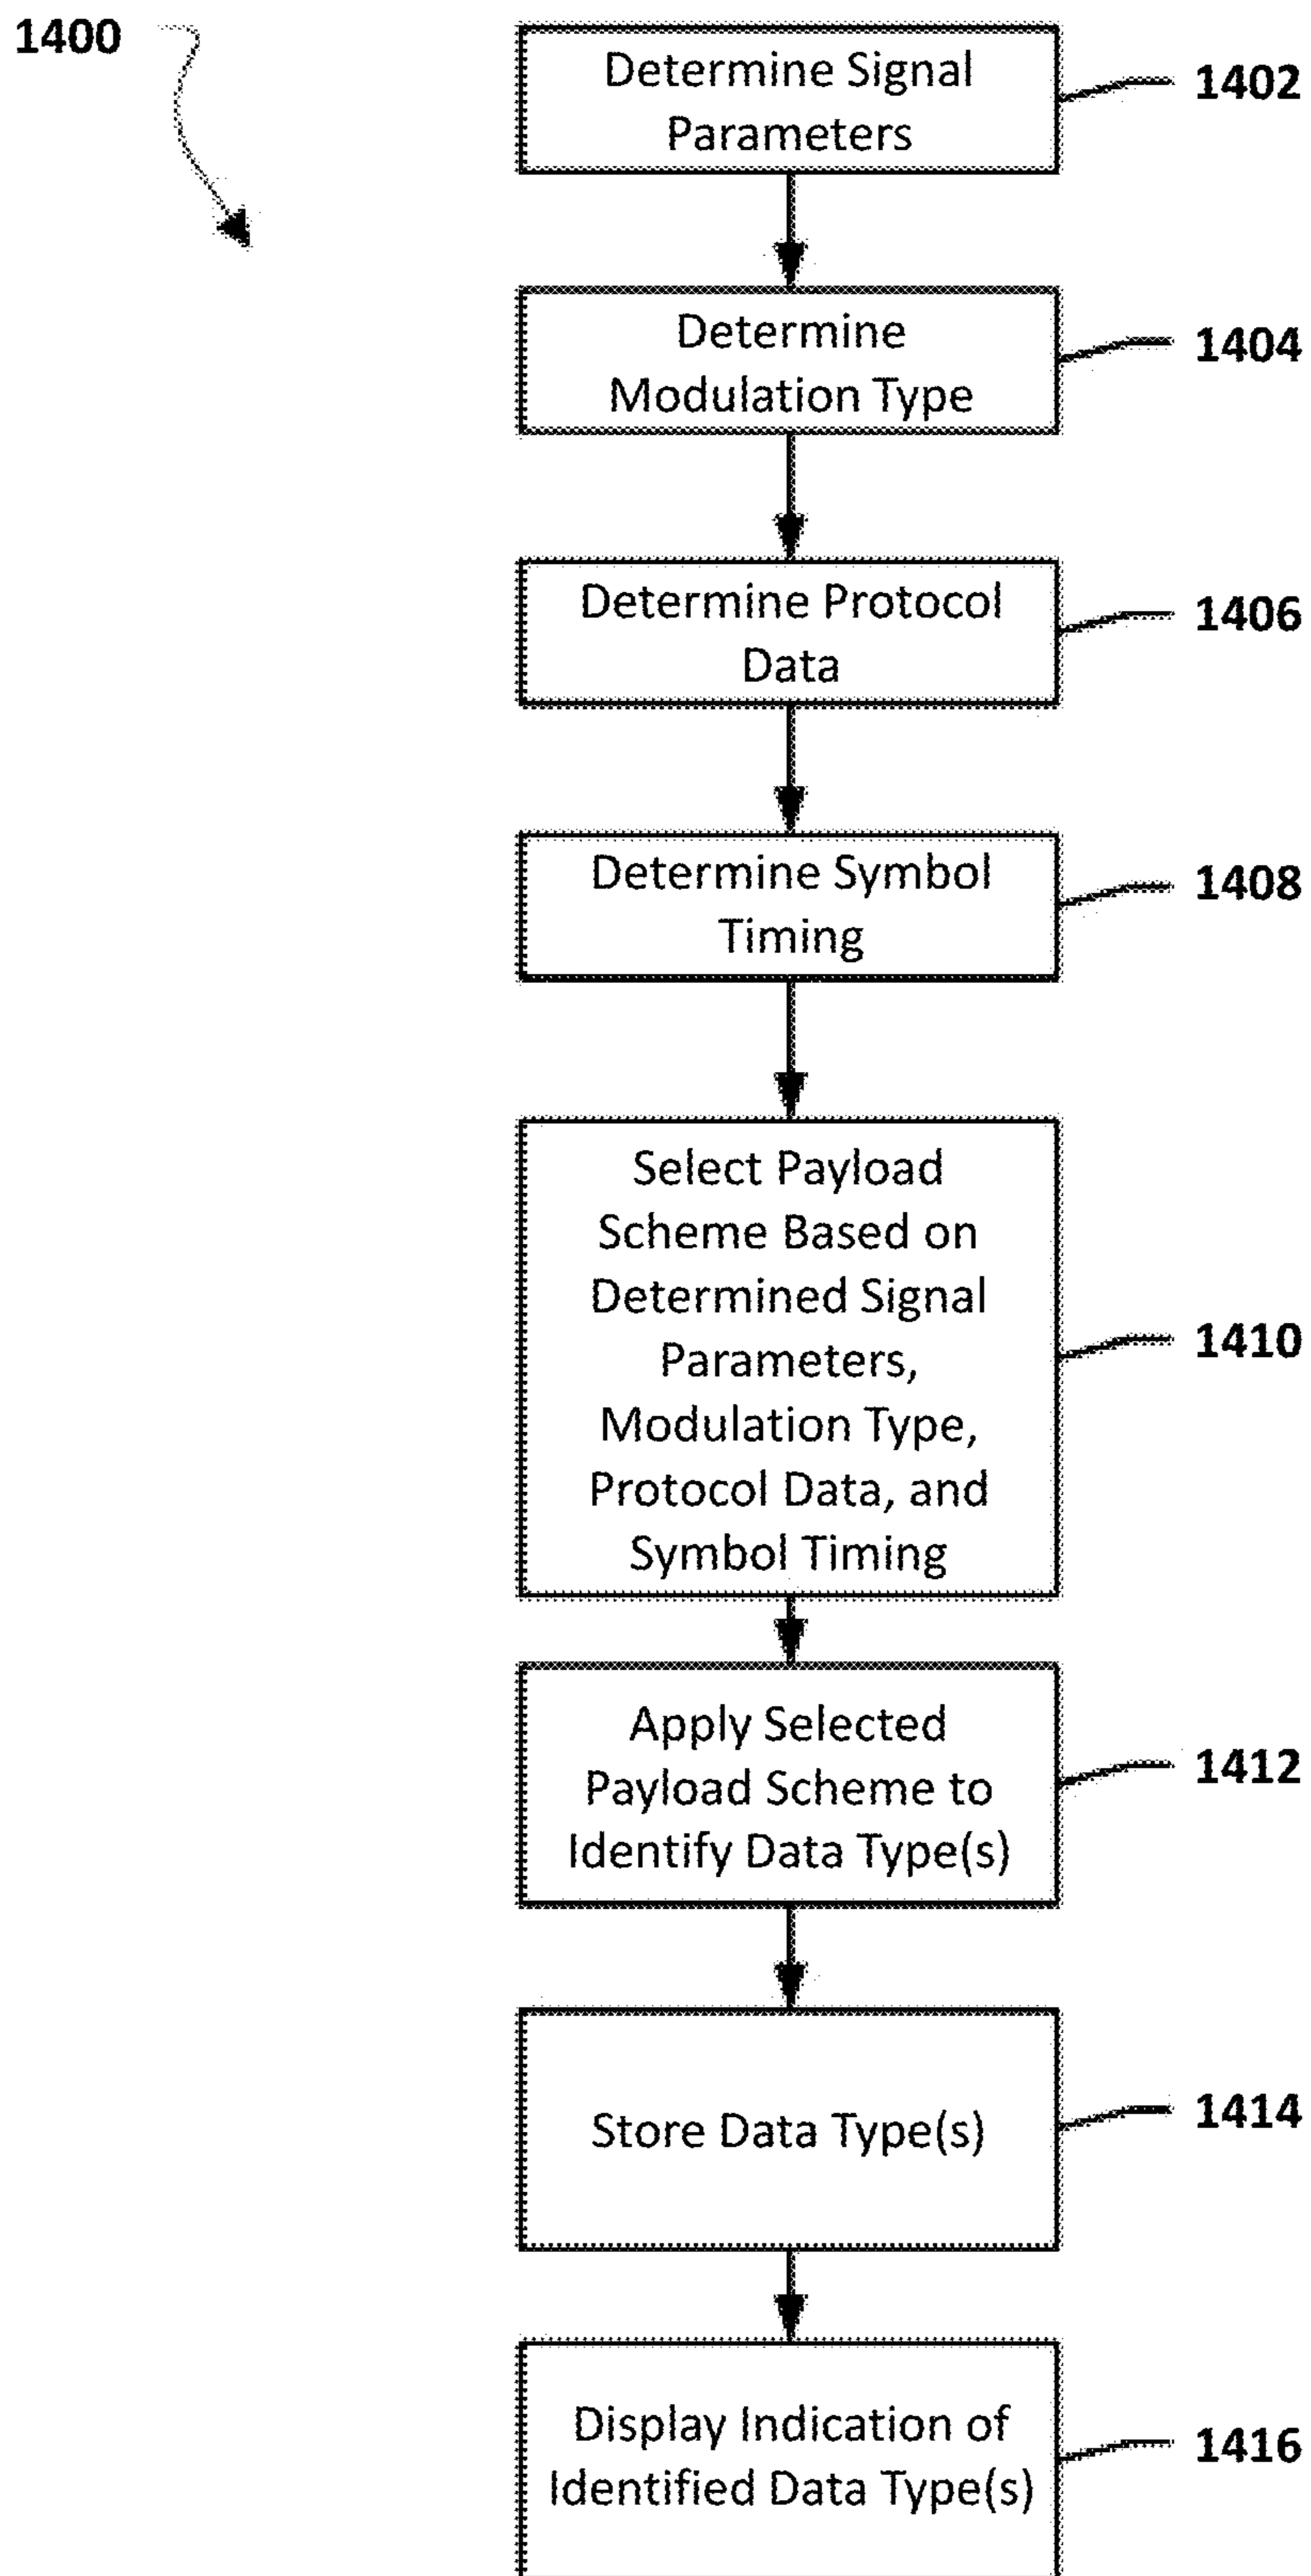 1400
Determine Signal
Parameters
1402
Determine
Modulation Type
1404
Determine Protocol
Data
1406
Determine Symbol
Timing
1408
Select Payload
Scheme Based on
Determined Signal
Parameters,
Modulation Type,
Protocol Data, and
Symbol Timing
1410
Apply Selected
Payload Scheme to
Identify Data Type(s)
1412
Store Data Type(s)
1414
Display Indication of
Identified Data Type(s)
1416